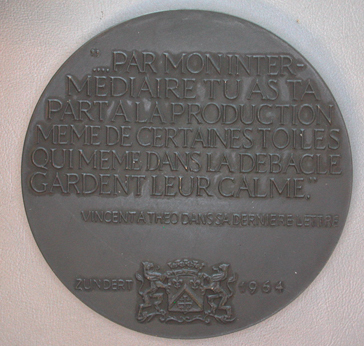 "....PAR MON INTER-
MEDIAIRE TU AS TA
PART A LA PRODUCTION
MEME DE CERTAINES TOILES
QUI MEME DANS LA DEBACLE
GARDENT LEUR CALME."
VINCENT A THEO DANS SA DERNIERE LETTRE
ZUNDERT 1964